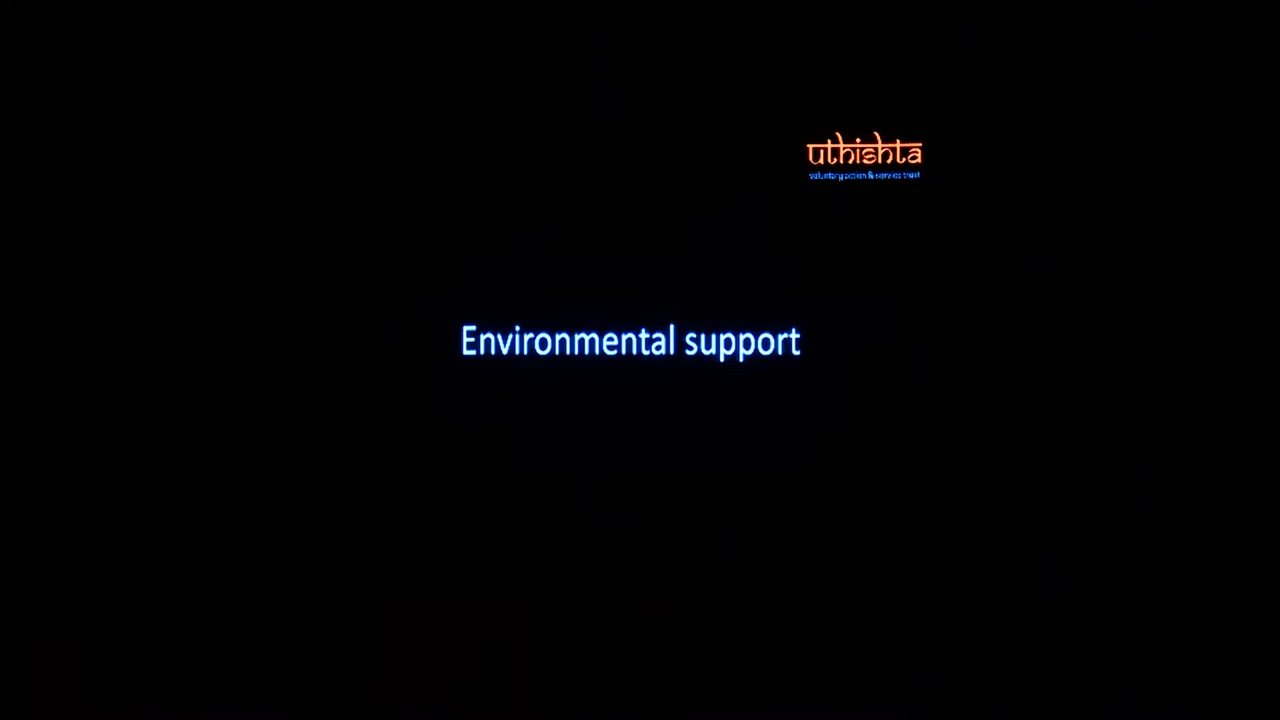 uthishta
voluntary action & service trust
Environmental support